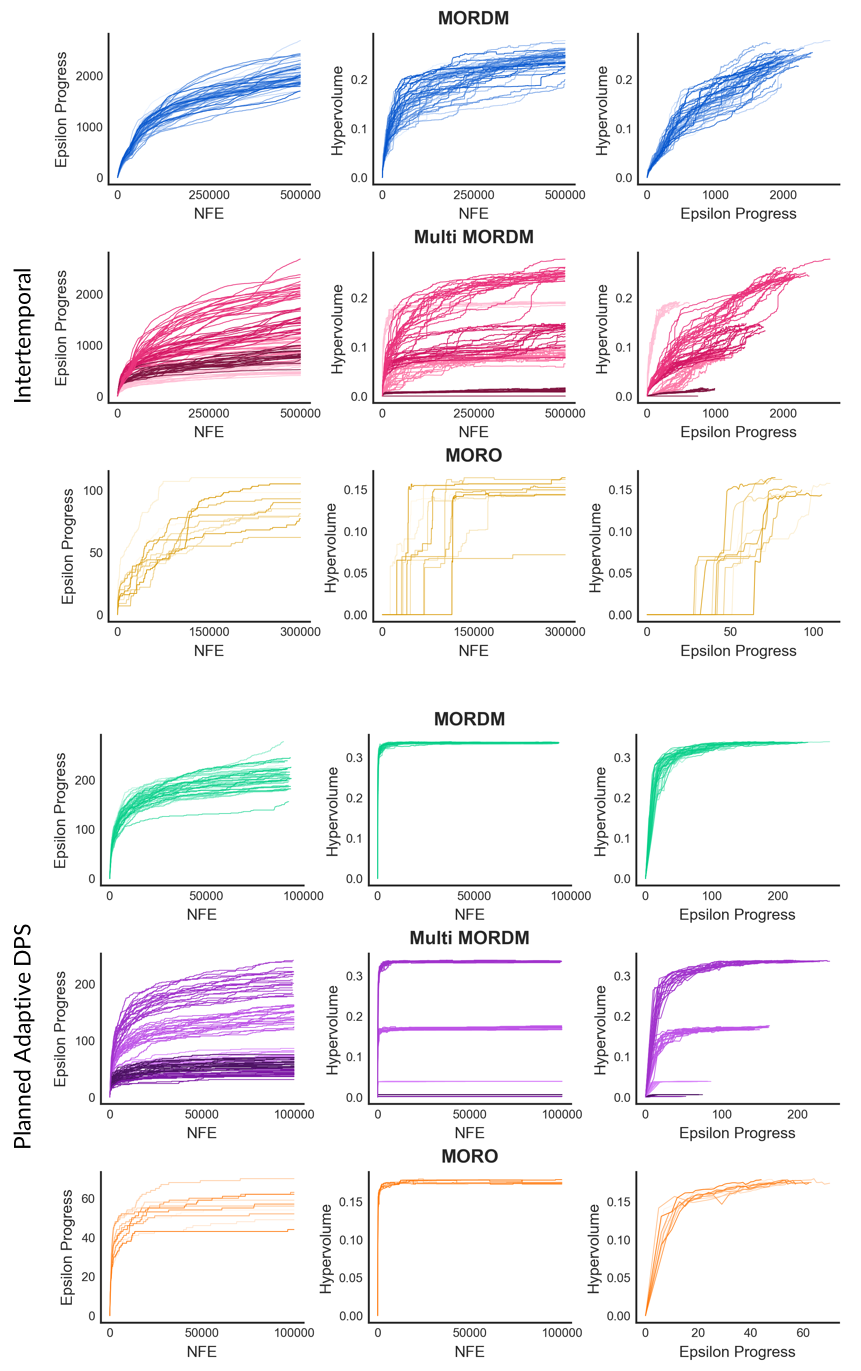 MORDM
Epsilon Progress
2000
1000
0
0 250000 500000
NFE
Hypervolume
0.2
0.1
0.0
0 250000 500000
NFE
0.2
0.1
0.0
Hypervolume
0 1000 2000
Epsilon Progress
Intertemporal
Multi MORDM
Epsilon Progress
2000
1000
0
0 250000 500000
NFE
Hypervolume
0.2
0.1
0.0
0 250000 500000
NFE
Hypervolume
0.2
0.1
0.0
0 1000 2000
Epsilon Progress
MORO
Epsilon Progress
100
50
0
0 150000 300000
NFE
Hypervolume
0.15
0.10
0.05
0.00
0 150000 300000
NFE
Hypervolume
0.15
0.10
0.05
0.00
0 50 100
Epsilon Progress
Planned Adaptive DPS
MORDM
Epsilon Progress
200
100
0
0 50000 100000
NFE
Hypervolume
0.3
0.2
0.1
0.0
0 50000 100000
NFE
Hypervolume
0.3
0.2
0.1
0.0
0 100 200
Epsilon Progress
Multi MORDM
Epsilon Progress
200
100
0
0 50000 100000
NFE
Hypervolume
0.3
0.2
0.1
0.0
0 50000 100000
NFE
Hypervolume
0.3
0.2
0.1
0.0
0 100 200
Epsilon Progress
MORO
Epsilon Progress
60
40
20
0
0 50000 100000
NFE
Hypervolume
0.15
0.10
0.05
0.00
0 50000 100000
NFE
Hypervolume
0.15
0.10
0.05
0.00
0 20 40 60
Epsilon Progress